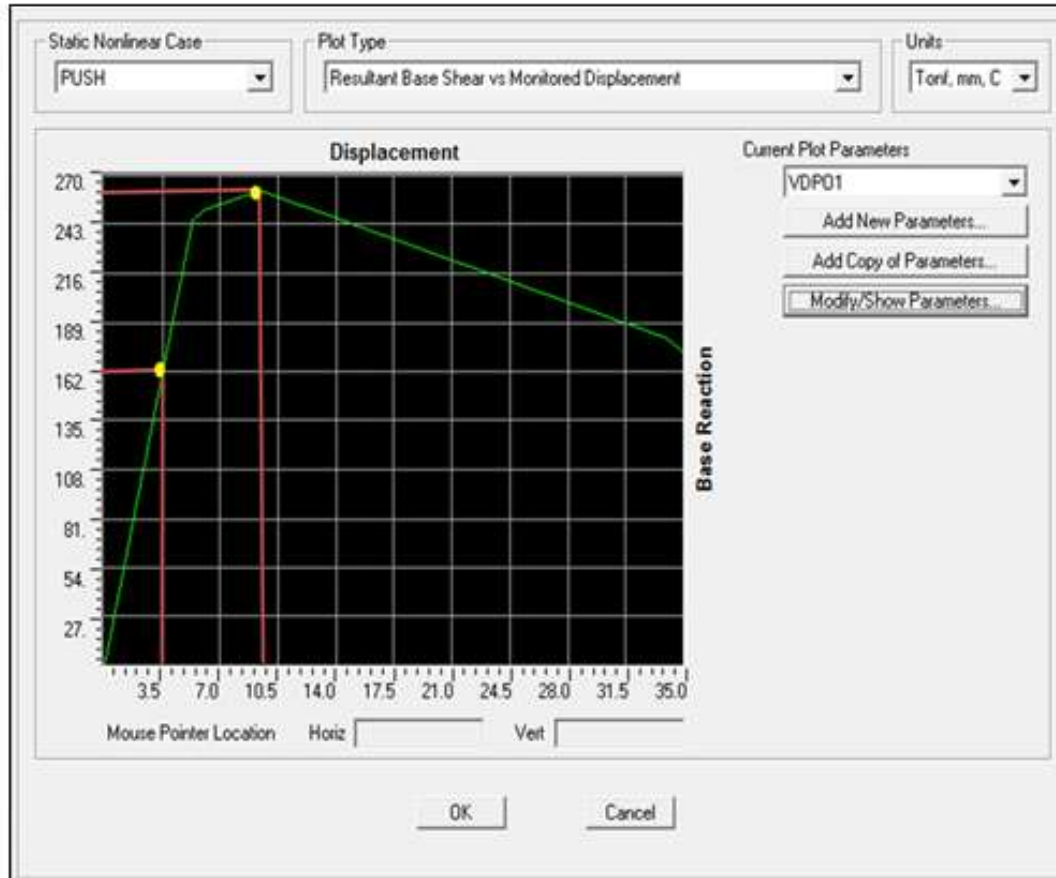 Static Nonlinear Case
Plot Type
Units
PUSH
Resultant Base Shear vs Monitored Displacement
Tonf, mm, C
Displacement
Current Plot Parameters
VDPO1
Add New Parameters...
Add Copy of Parameters...
Modify/Show Parameters...
270.
243.
216.
189.
162.
135.
108.
81.
54.
27.
Base Reaction
3.5 7.0 10.5 14.0 17.5 21.0 24.5 28.0 31.5 35.0
Mouse Pointer Location Horiz Vert
OK Cancel